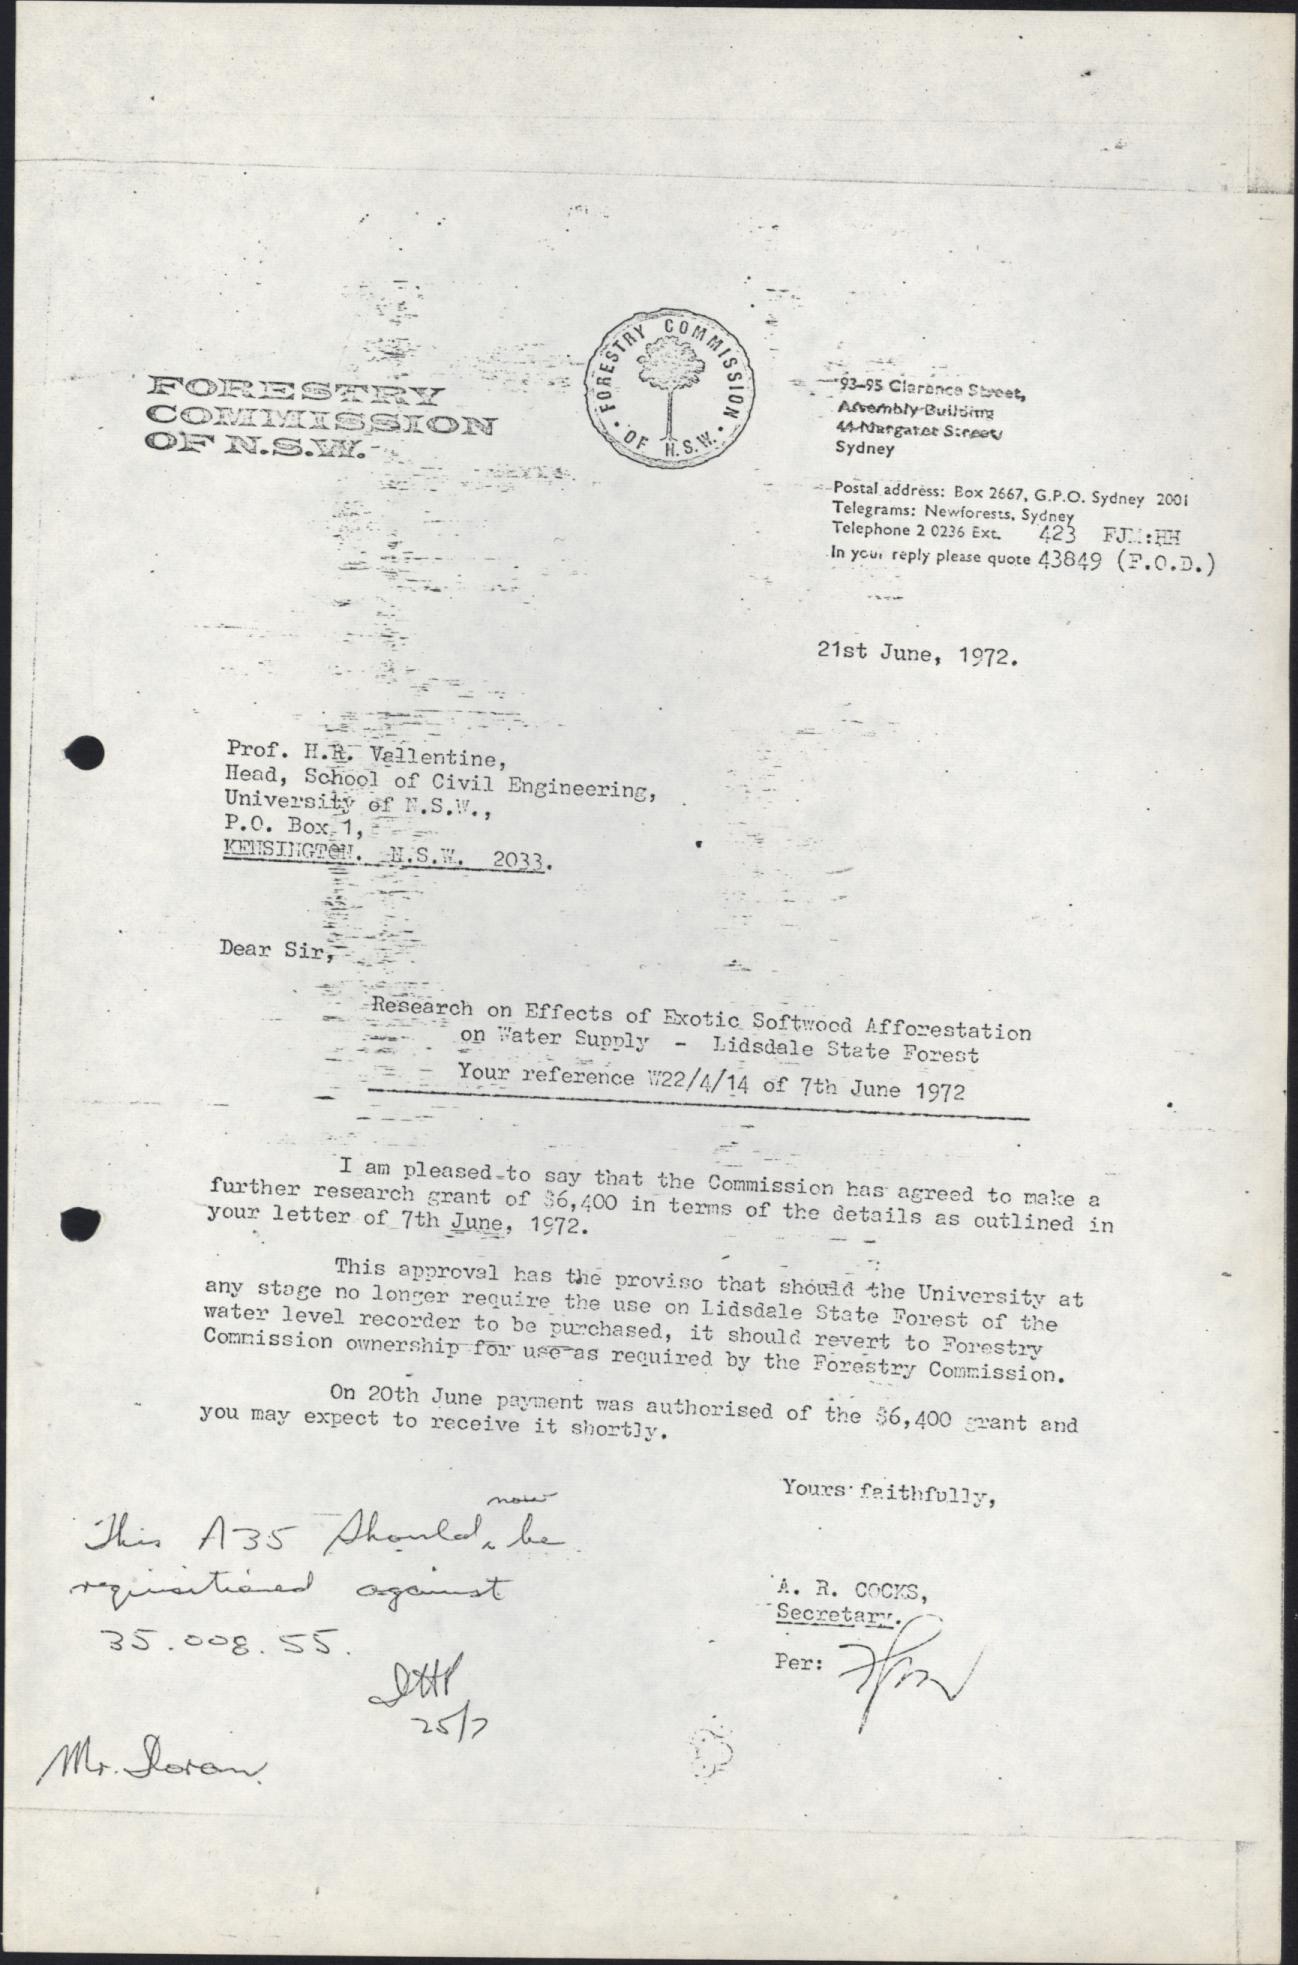 FORESTRY
COMMISSION
OF N.S.W.
FORESTRY COMMISSION
OF N.S.W.
93-95 Clarence Street,
Assembly Building
44 Margaret Street
Sydney
Postal address: Box 2667, G.P.O. Sydney 2001
Telegrams: Newforests, Sydney
Telephone 2 0236 Ext. 423 FJM:HH
In your reply please quote 43849 (F.O.D.)
21st June, 1972.
Prof. H.R. Vallentine,
Head, School of Civil Engineering,
University of N.S.W.,
P.O. Box 1,
KENSINGTON. N.S.W. 2033.
Dear Sir,
Research on Effects of Exotic Softwood Afforestation
on Water Supply - Lidsdale State Forest
Your reference W22/4/14 of 7th June 1972
I am pleased to say that the Commission has agreed to make a
further research grant of $6,400 in terms of the details as outlined in
your letter of 7th June, 1972.
This approval has the proviso that should the University at
any stage no longer require the use on Lidsdale State Forest of the
water level recorder to be purchased, it should revert to Forestry
Commission ownership for use as required by the Forestry Commission.
On 20th June payment was authorised of the $6,400 grant and
you may expect to receive it shortly.
Yours faithfully,
A. R. COCKS,
Secretary.
Per:
This A35 should now be
requisitioned against
35.008.55.
25/7
Mr. Doran